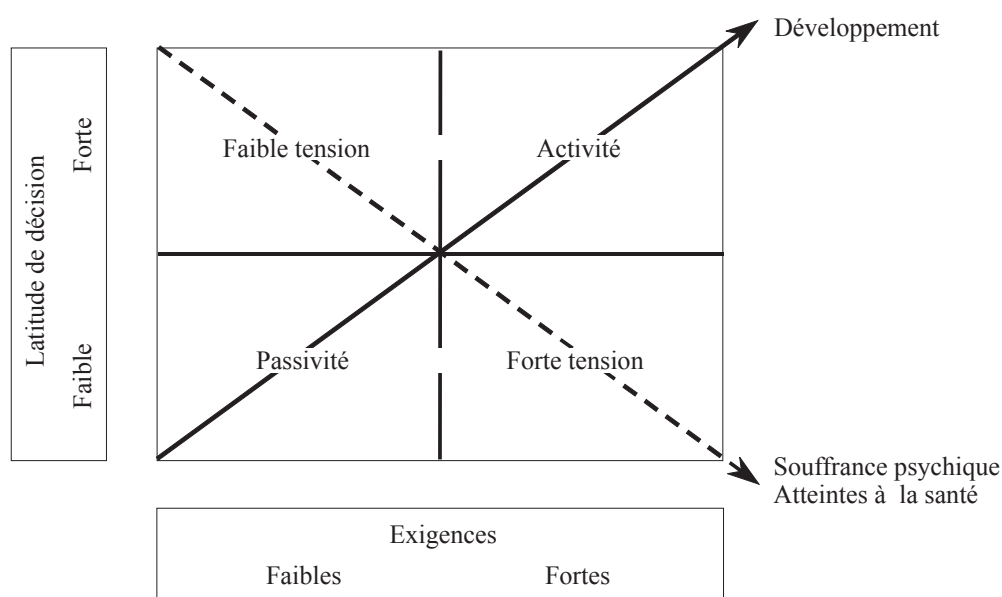 Développement
Latitude de décision
Forte
Faible
Faible tension
Activité
Passivité
Forte tension
Souffrance psychique
Atteintes à la santé
Exigences
Faibles
Fortes